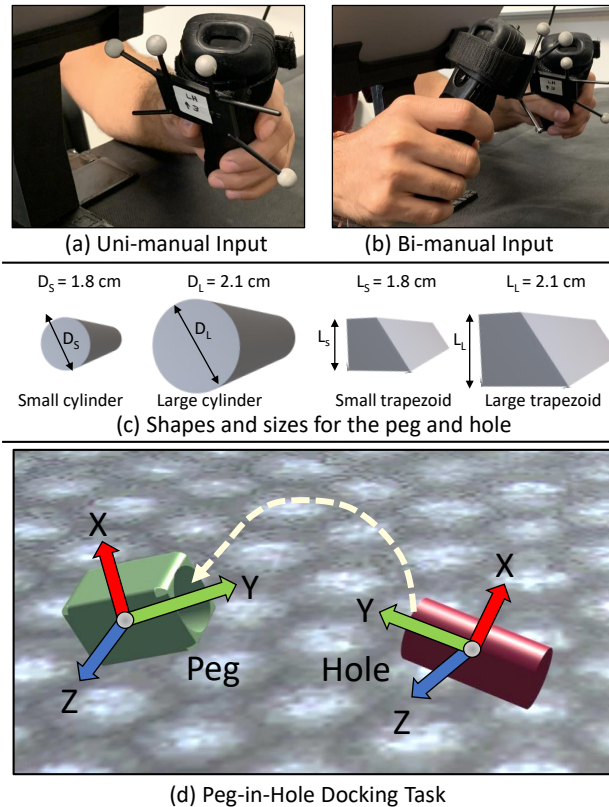 LH
#3
(a) Uni-manual Input
(b) Bi-manual Input
D_S = 1.8 cm
D_L = 2.1 cm
L_S = 1.8 cm
L_L = 2.1 cm
D_S
D_L
L_s
L_L
Small cylinder
Large cylinder
Small trapezoid
Large trapezoid
(c) Shapes and sizes for the peg and hole
X
Y
Z
Peg
X
Y
Z
Hole
(d) Peg-in-Hole Docking Task